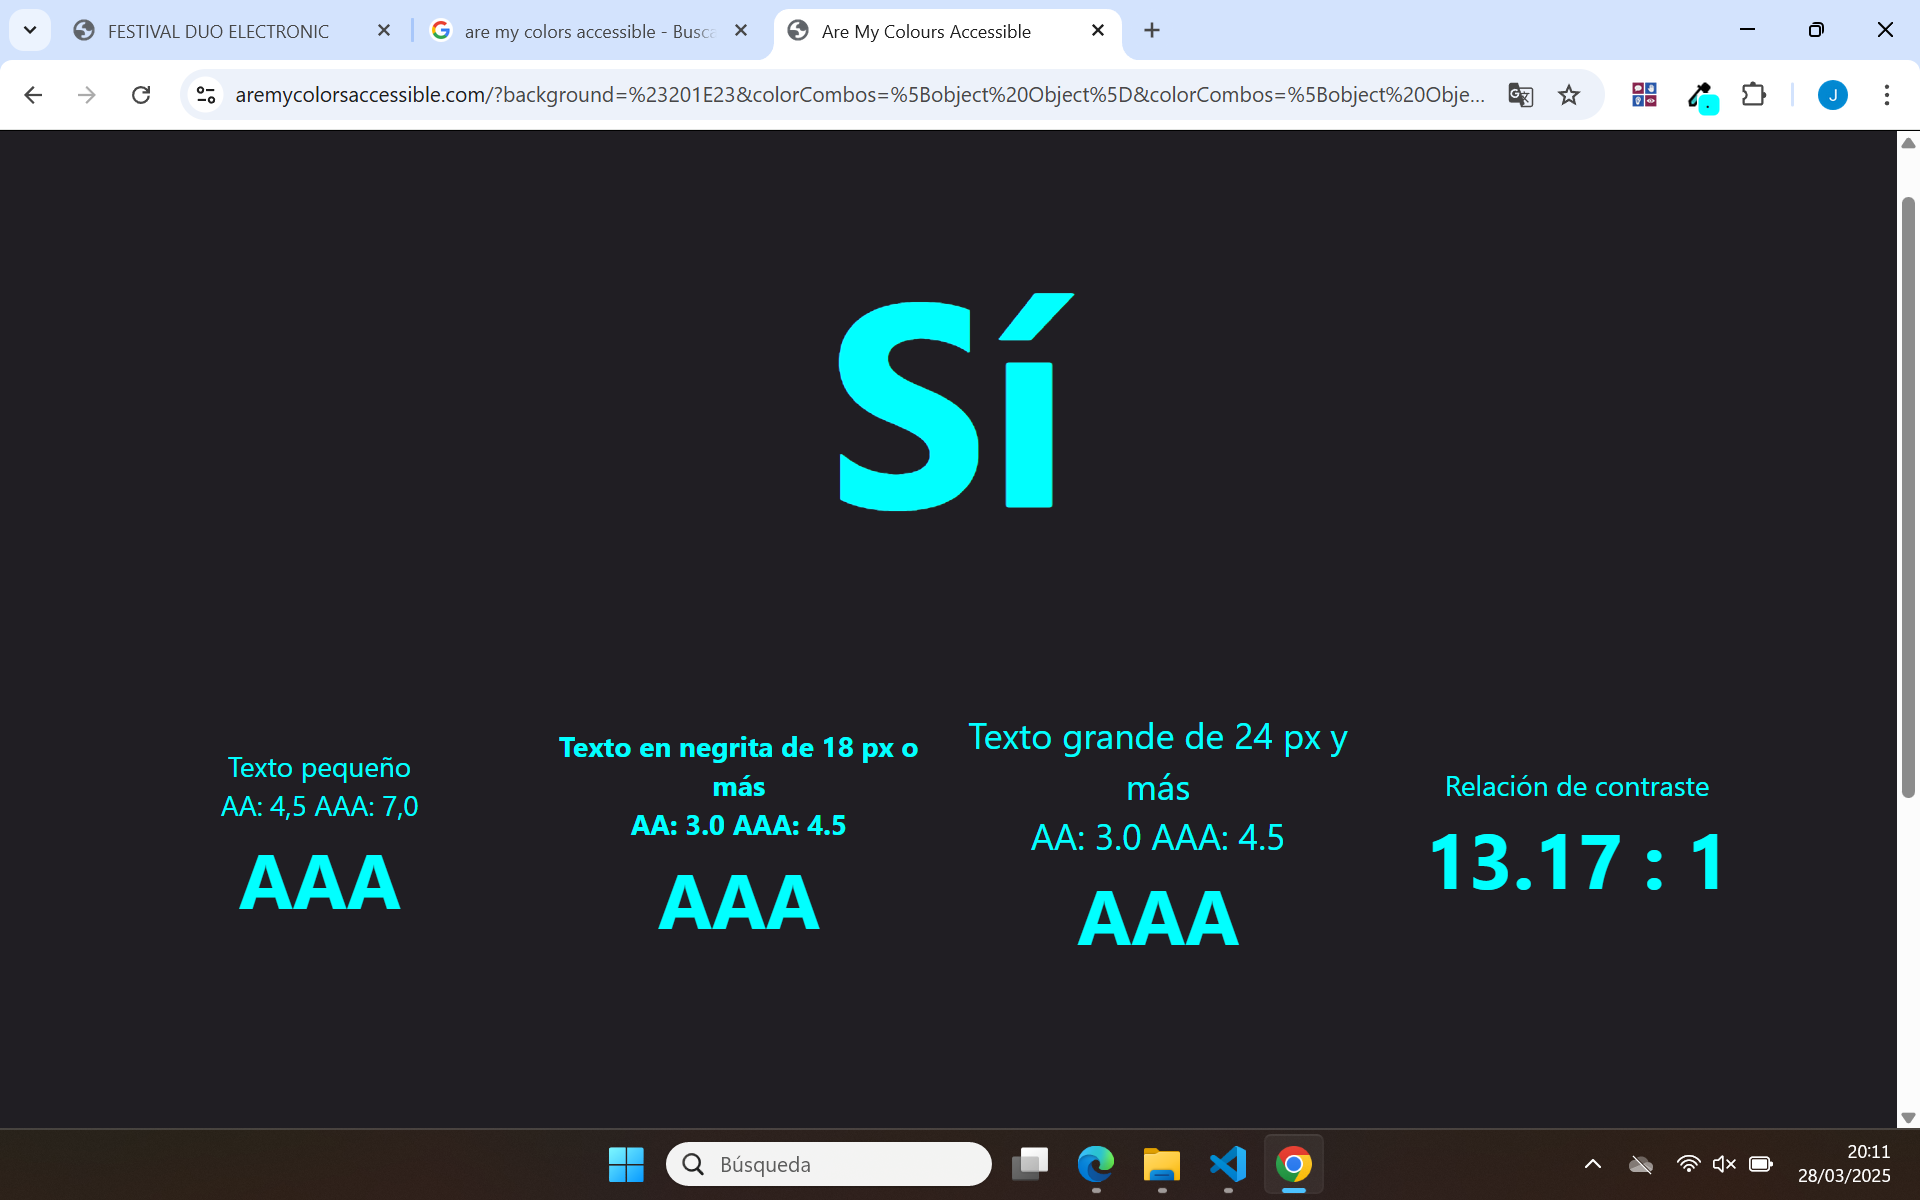 FESTIVAL DUO ELECTRONIC
are my colors accessible - Busca
Are My Colours Accessible
aremycolorsaccessible.com/?background=%23201E23&colorCombos=%5Bobject%20Object%5D&colorCombos=%5Bobject%20Obje...
J
Sí
Texto pequeño
AA: 4,5 AAA: 7,0
AAA
Texto en negrita de 18 px o
más
AA: 3.0 AAA: 4.5
AAA
Texto grande de 24 px y
más
AA: 3.0 AAA: 4.5
AAA
Relación de contraste
13.17 : 1
Búsqueda
20:11
28/03/2025